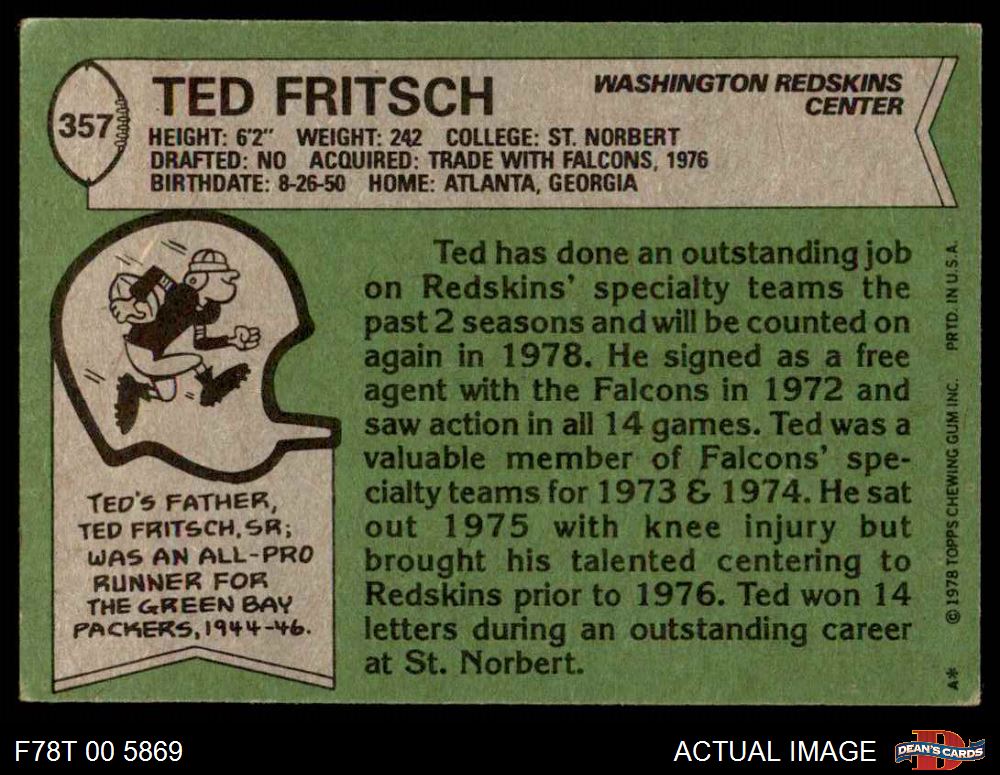 357
TED FRITSCH
WASHINGTON REDSKINS
CENTER
HEIGHT: 6'2" WEIGHT: 242 COLLEGE: ST. NORBERT
DRAFTED: NO ACQUIRED: TRADE WITH FALCONS, 1976
BIRTHDATE: 8-26-50 HOME: ATLANTA, GEORGIA
TED'S FATHER,
TED FRITSCH, SR;
WAS AN ALL-PRO
RUNNER FOR
THE GREEN BAY
PACKERS, 1944-46.
Ted has done an outstanding job
on Redskins' specialty teams the
past 2 seasons and will be counted on
again in 1978. He signed as a free
agent with the Falcons in 1972 and
saw action in all 14 games. Ted was a
valuable member of Falcons' spe-
cialty teams for 1973 & 1974. He sat
out 1975 with knee injury but
brought his talented centering to
Redskins prior to 1976. Ted won 14
letters during an outstanding career
at St. Norbert.
A* © 1978 TOPPS CHEWING GUM INC. PRTD. IN U.S.A.
F78T 00 5869
ACTUAL IMAGE
D
DEAN'S CARDS